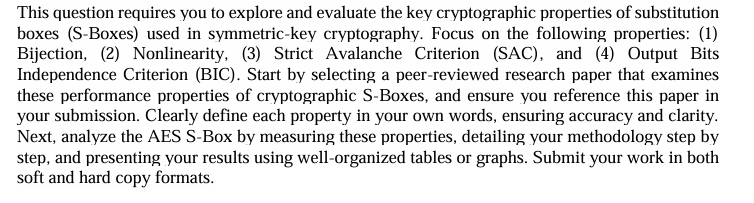 This question requires you to explore and evaluate the key cryptographic properties of substitution
boxes (S-Boxes) used in symmetric-key cryptography. Focus on the following properties: (1)
Bijection, (2) Nonlinearity, (3) Strict Avalanche Criterion (SAC), and (4) Output Bits
Independence Criterion (BIC). Start by selecting a peer-reviewed research paper that examines
these performance properties of cryptographic S-Boxes, and ensure you reference this paper in
your submission. Clearly define each property in your own words, ensuring accuracy and clarity.
Next, analyze the AES S-Box by measuring these properties, detailing your methodology step by
step, and presenting your results using well-organized tables or graphs. Submit your work in both
soft and hard copy formats.